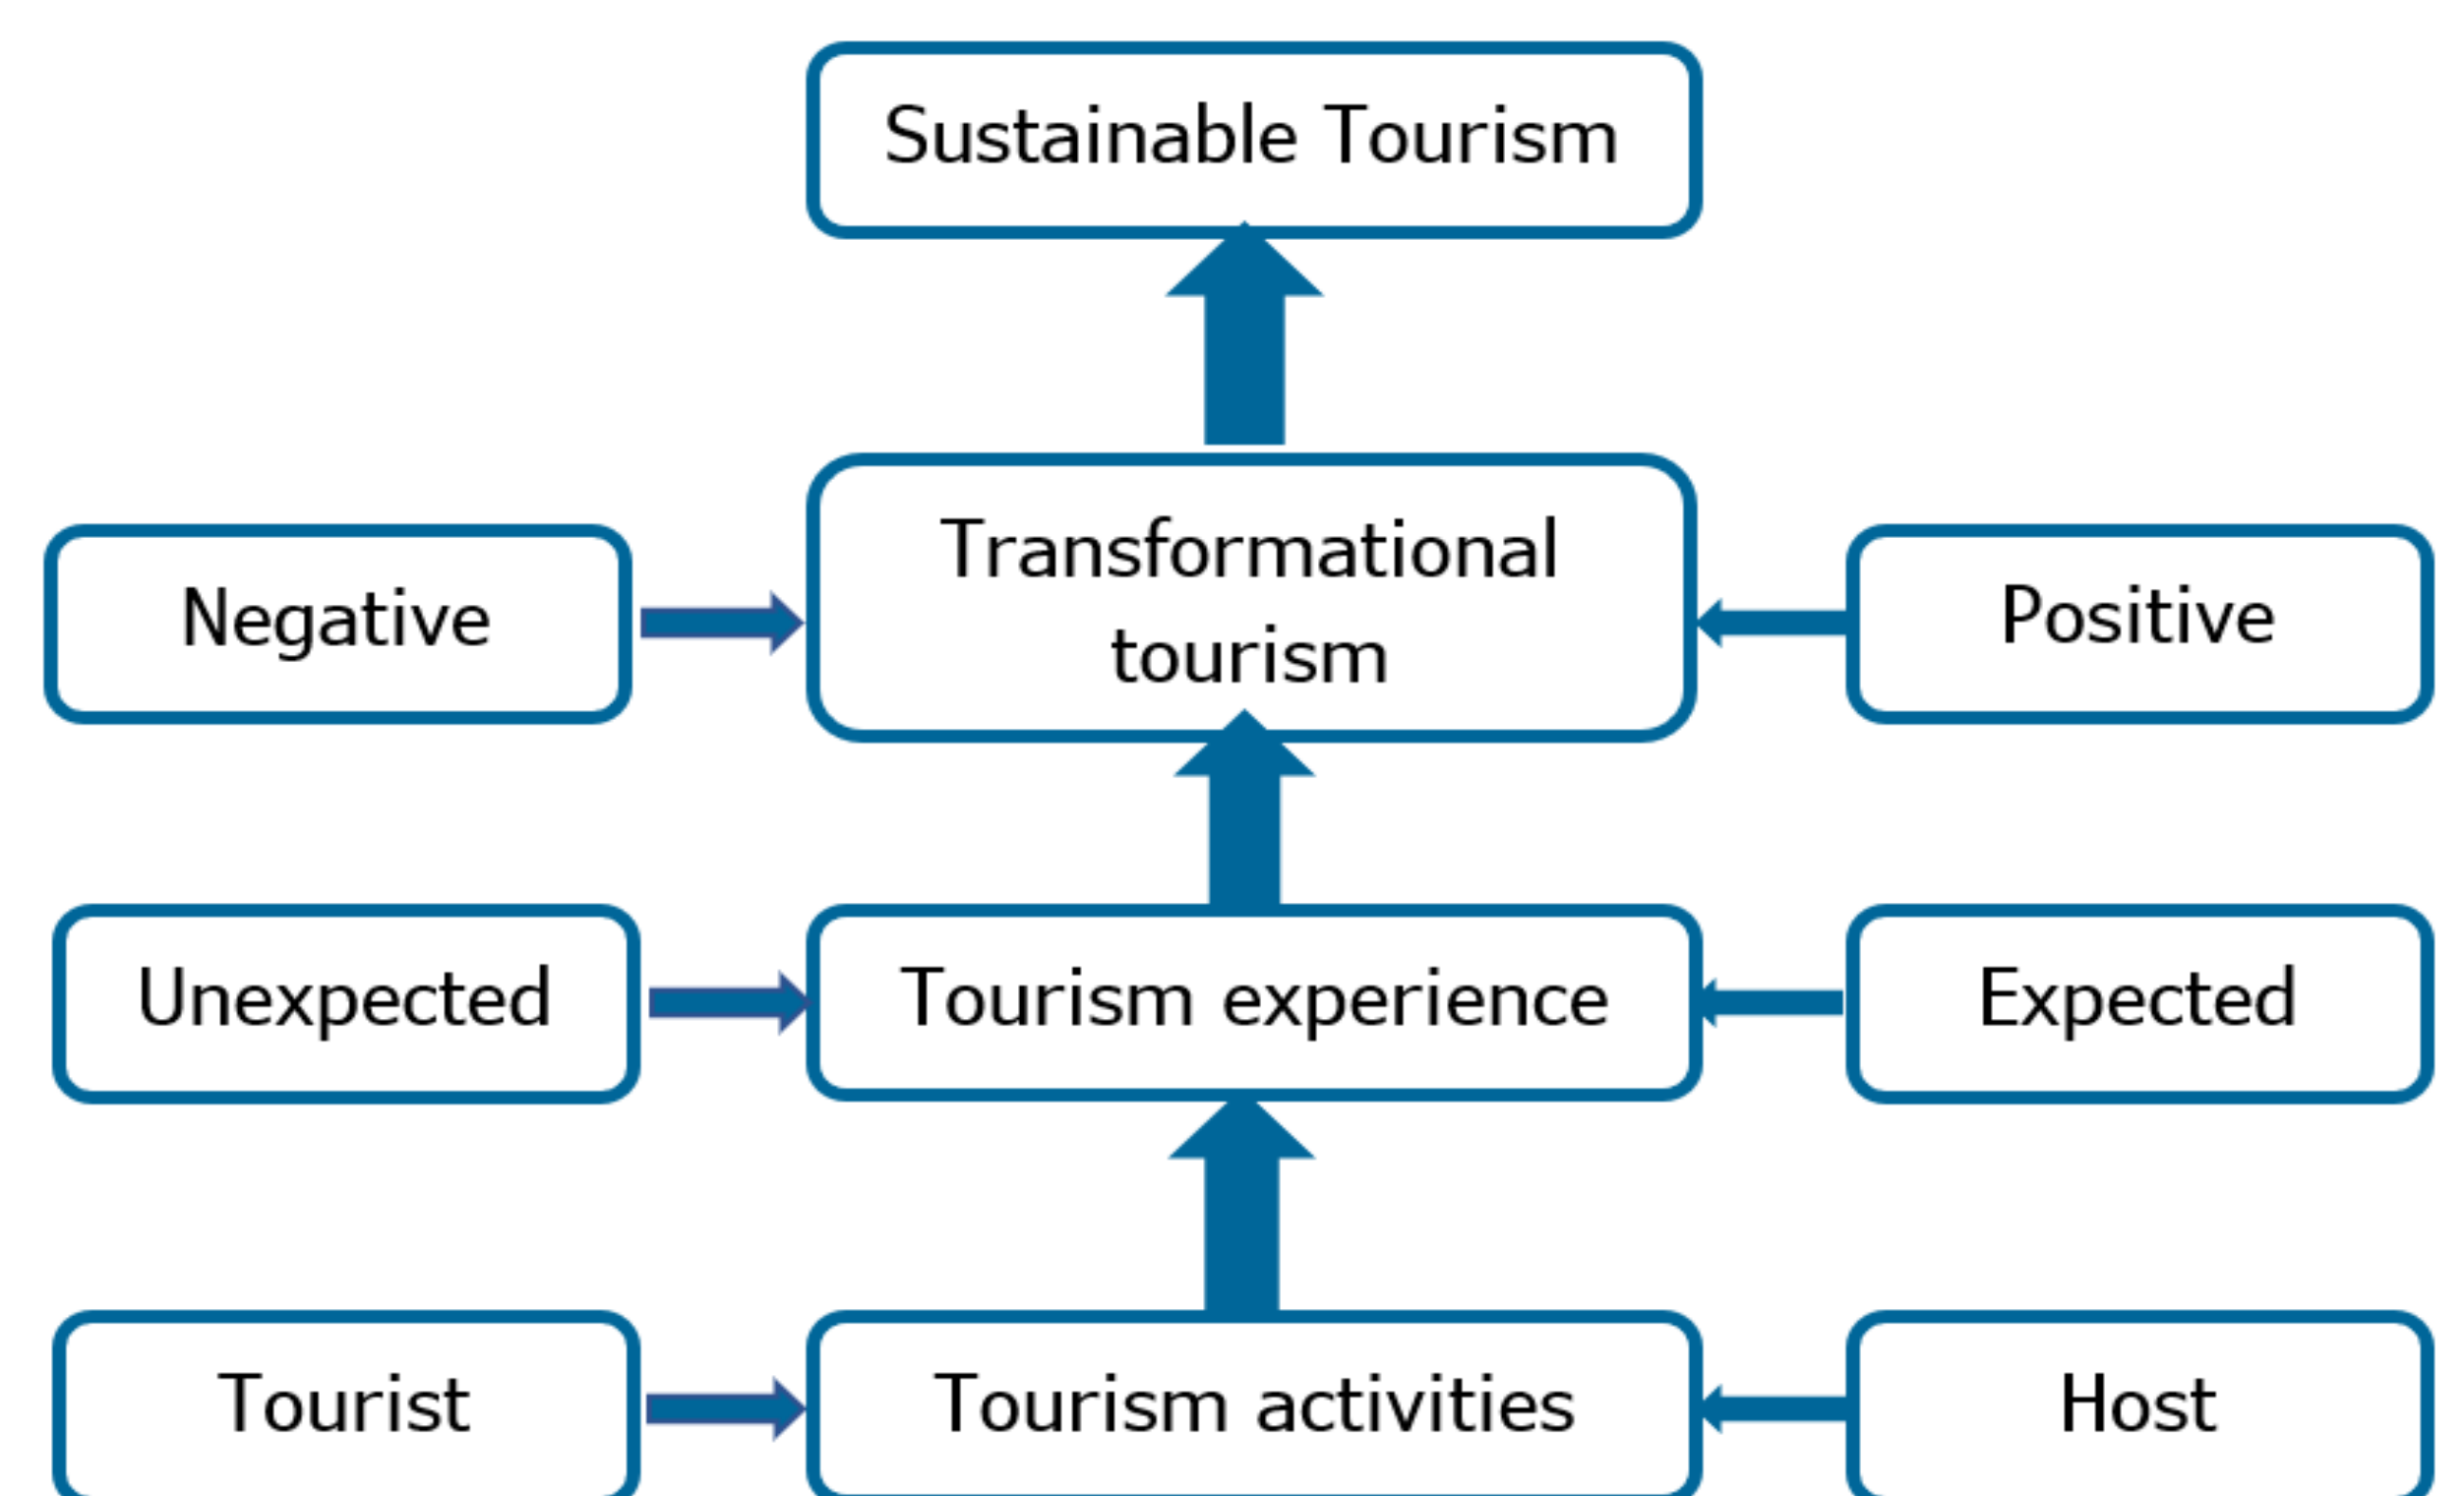 Sustainable Tourism
Negative
Transformational
tourism
Positive
Unexpected
Tourism experience
Expected
Tourist
Tourism activities
Host